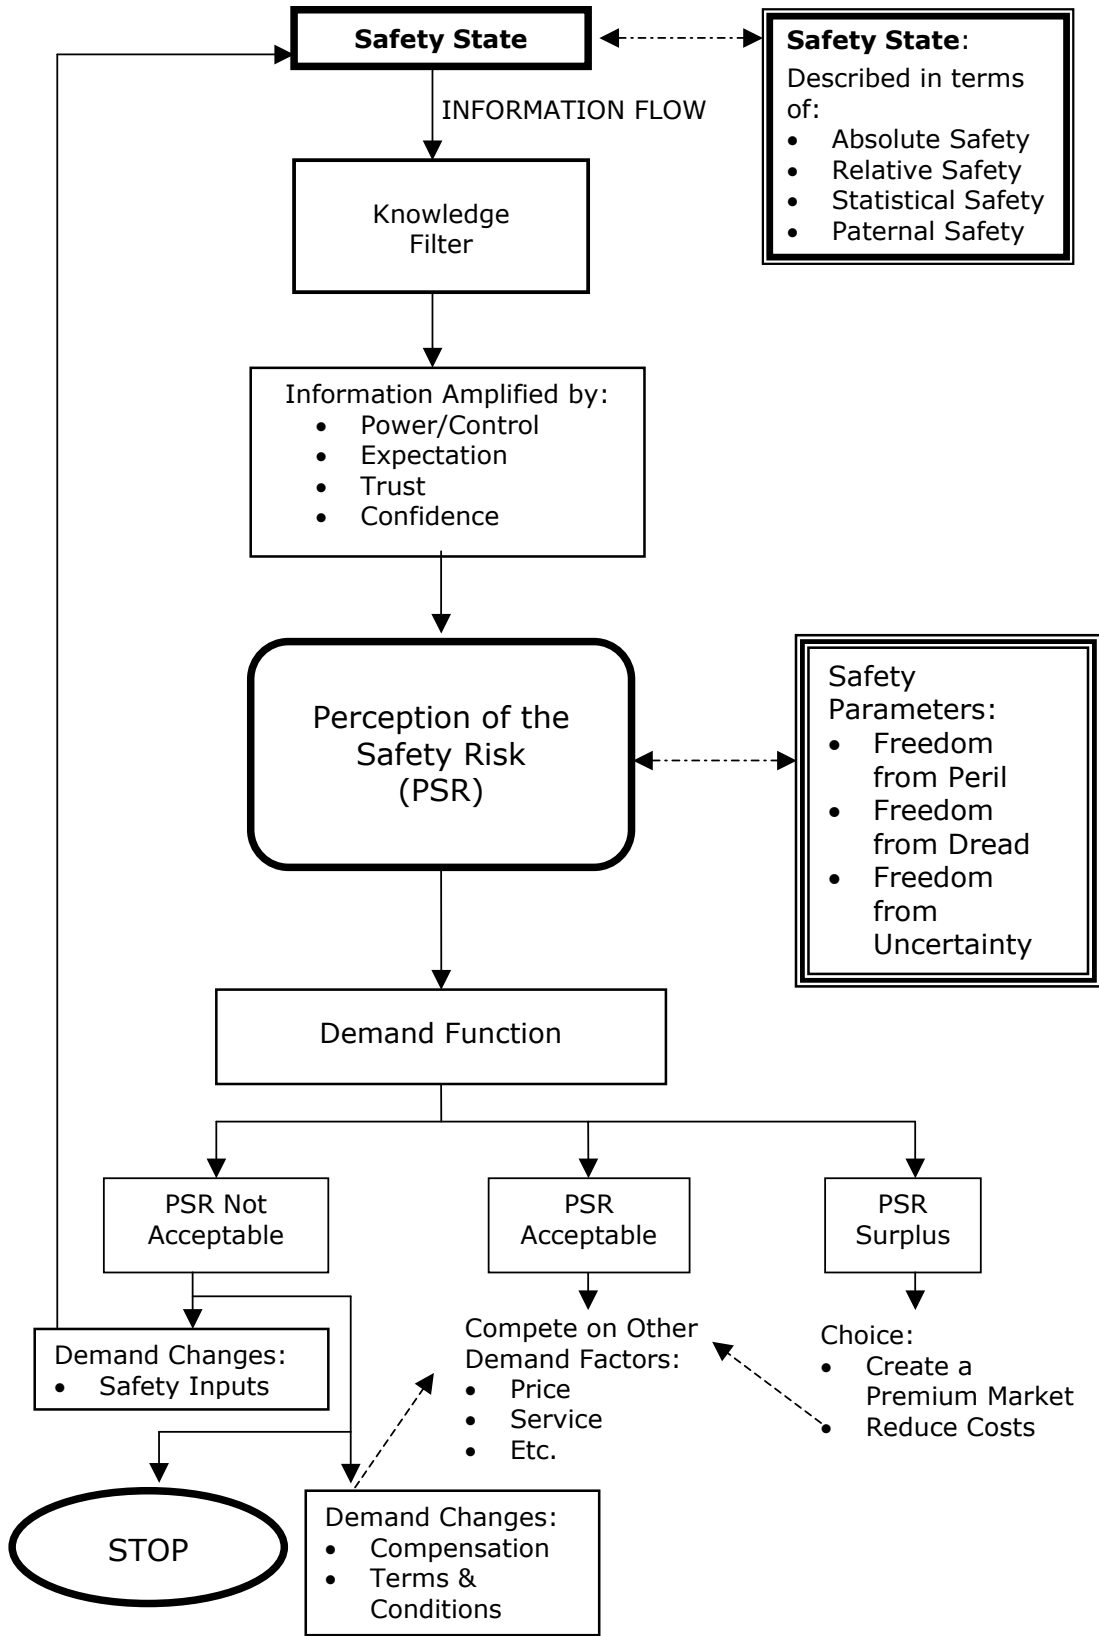 Safety State
Safety State:
Described in terms
of:
• Absolute Safety
• Relative Safety
• Statistical Safety
• Paternal Safety
INFORMATION FLOW
Knowledge
Filter
Information Amplified by:
• Power/Control
• Expectation
• Trust
• Confidence
Perception of the
Safety Risk
(PSR)
Safety
Parameters:
• Freedom
from Peril
• Freedom
from Dread
• Freedom
from
Uncertainty
Demand Function
PSR Not
Acceptable
PSR
Acceptable
PSR
Surplus
Demand Changes:
• Safety Inputs
Compete on Other
Demand Factors:
• Price
• Service
• Etc.
Choice:
• Create a
Premium Market
• Reduce Costs
STOP
Demand Changes:
• Compensation
• Terms &
Conditions